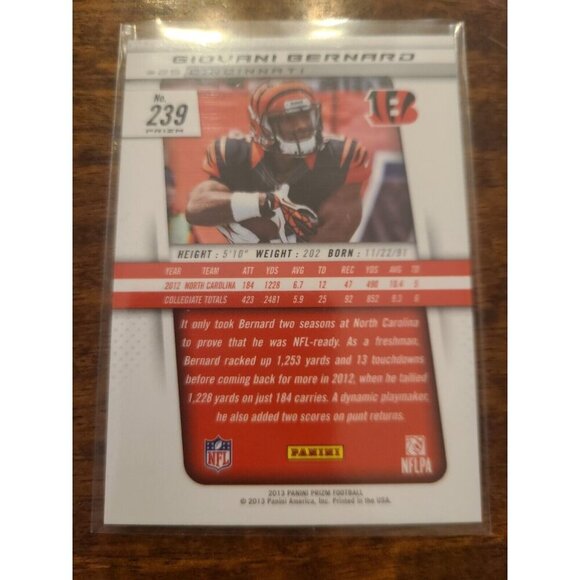 GIOVANI BERNARD
#25 / CINCINNATI
No.
239
PRIZM
HEIGHT : 5'10" WEIGHT : 202 BORN : 11/22/91
YEAR TEAM ATT YDS AVG TD REC YDS AVG TD
2012 NORTH CAROLINA 184 1228 6.7 12 47 490 10.4 5
COLLEGIATE TOTALS 423 2481 5.9 25 92 852 9.3 6
It only took Bernard two seasons at North Carolina
to prove that he was NFL-ready. As a freshman,
Bernard racked up 1,253 yards and 13 touchdowns
before coming back for more in 2012, when he tallied
1,228 yards on just 184 carries. A dynamic playmaker,
he also added two scores on punt returns.
NFL
PANINI
NFLPA
2013 PANINI PRIZM FOOTBALL
© 2013 Panini America, Inc. Printed in the USA.